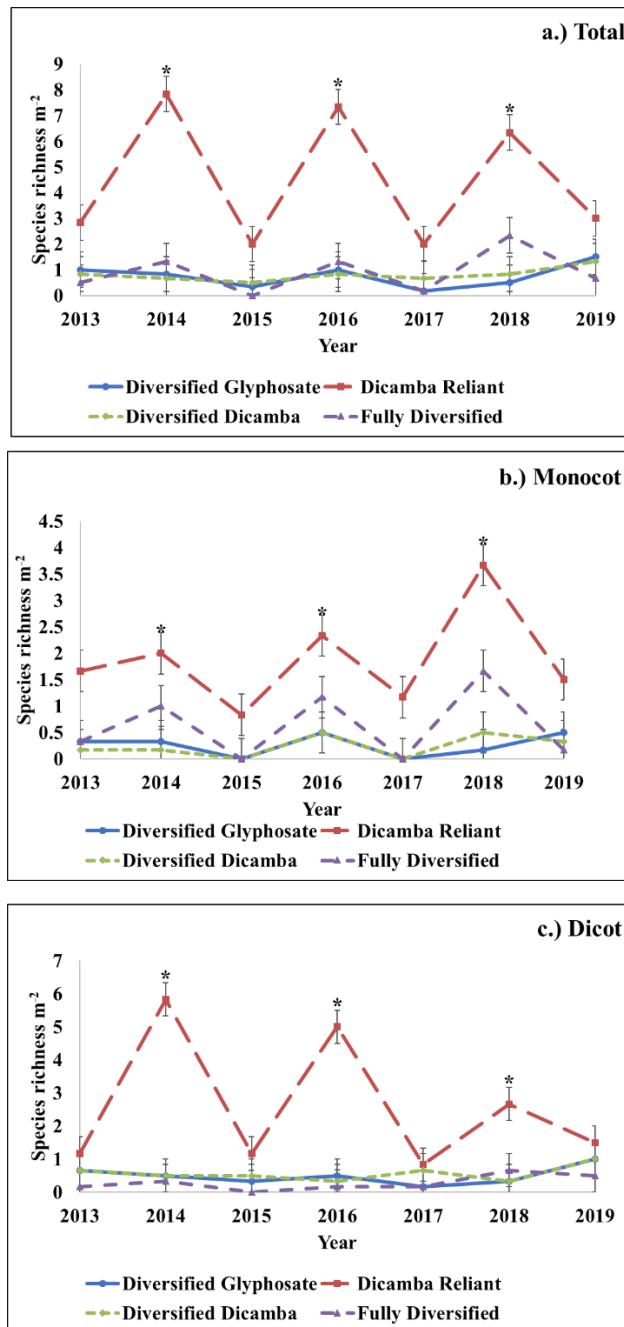 a.) Total
9
8
7
6
5
4
3
2
1
0
Species richness m-2
* * *
2013 2014 2015 2016 2017 2018 2019
Year
Diversified Glyphosate Dicamba Reliant
Diversified Dicamba Fully Diversified
b.) Monocot
4.5
4
3.5
3
2.5
2
1.5
1
0.5
0
Species richness m-2
* * *
2013 2014 2015 2016 2017 2018 2019
Year
Diversified Glyphosate Dicamba Reliant
Diversified Dicamba Fully Diversified
c.) Dicot
7
6
5
4
3
2
1
0
Species richness m-2
* * *
2013 2014 2015 2016 2017 2018 2019
Year
Diversified Glyphosate Dicamba Reliant
Diversified Dicamba Fully Diversified